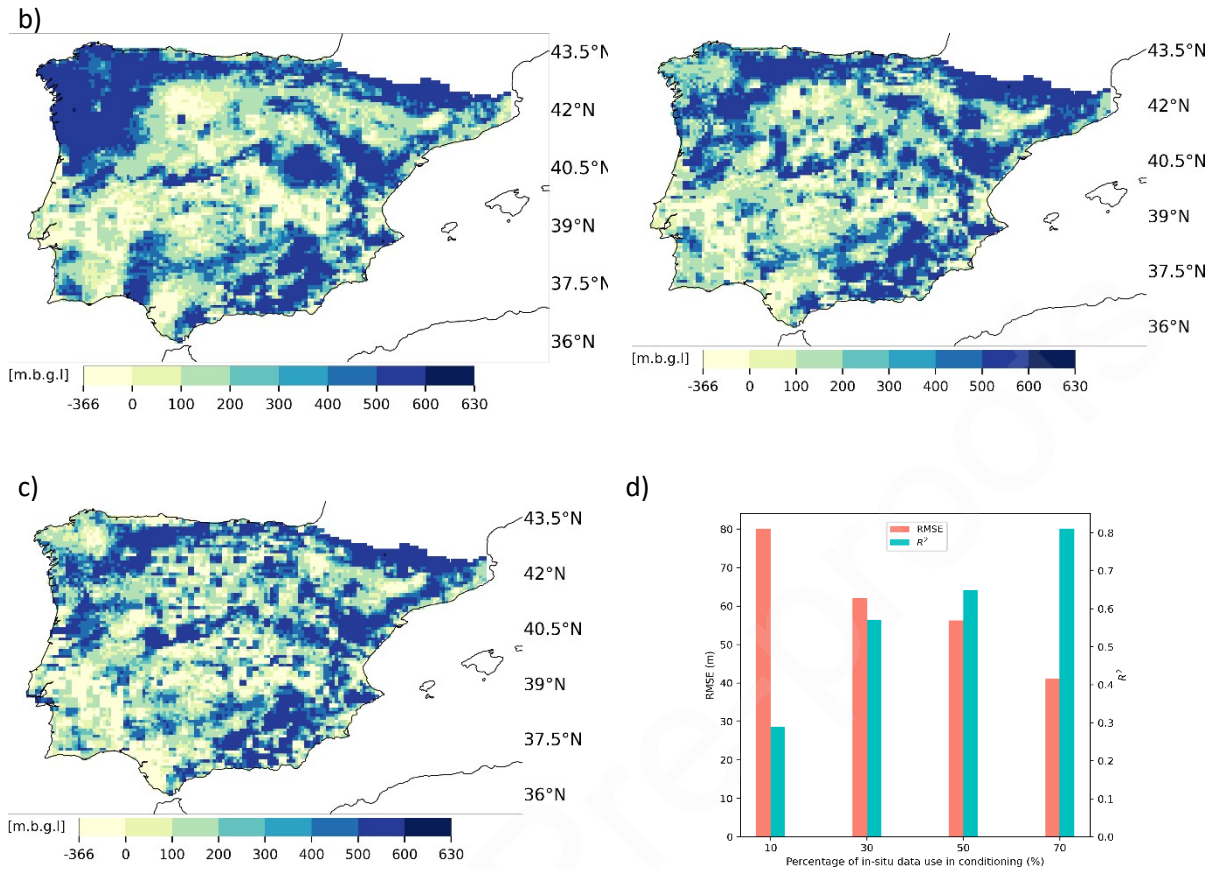 b)
43.5°N
42°N
40.5°N
39°N
37.5°N
36°N
[m.b.g.l]
-366 0 100 200 300 400 500 600 630
43.5°N
42°N
40.5°N
39°N
37.5°N
36°N
[m.b.g.l]
-366 0 100 200 300 400 500 600 630
c)
43.5°N
42°N
40.5°N
39°N
37.5°N
36°N
[m.b.g.l]
-366 0 100 200 300 400 500 600 630
d)
RMSE
R²
80
70
60
50
40
30
20
10
0
RMSE (m)
0.8
0.7
0.6
0.5
0.4
0.3
0.2
0.1
0.0
R²
10 30 50 70
Percentage of in-situ data use in conditioning (%)
Pre-proofs